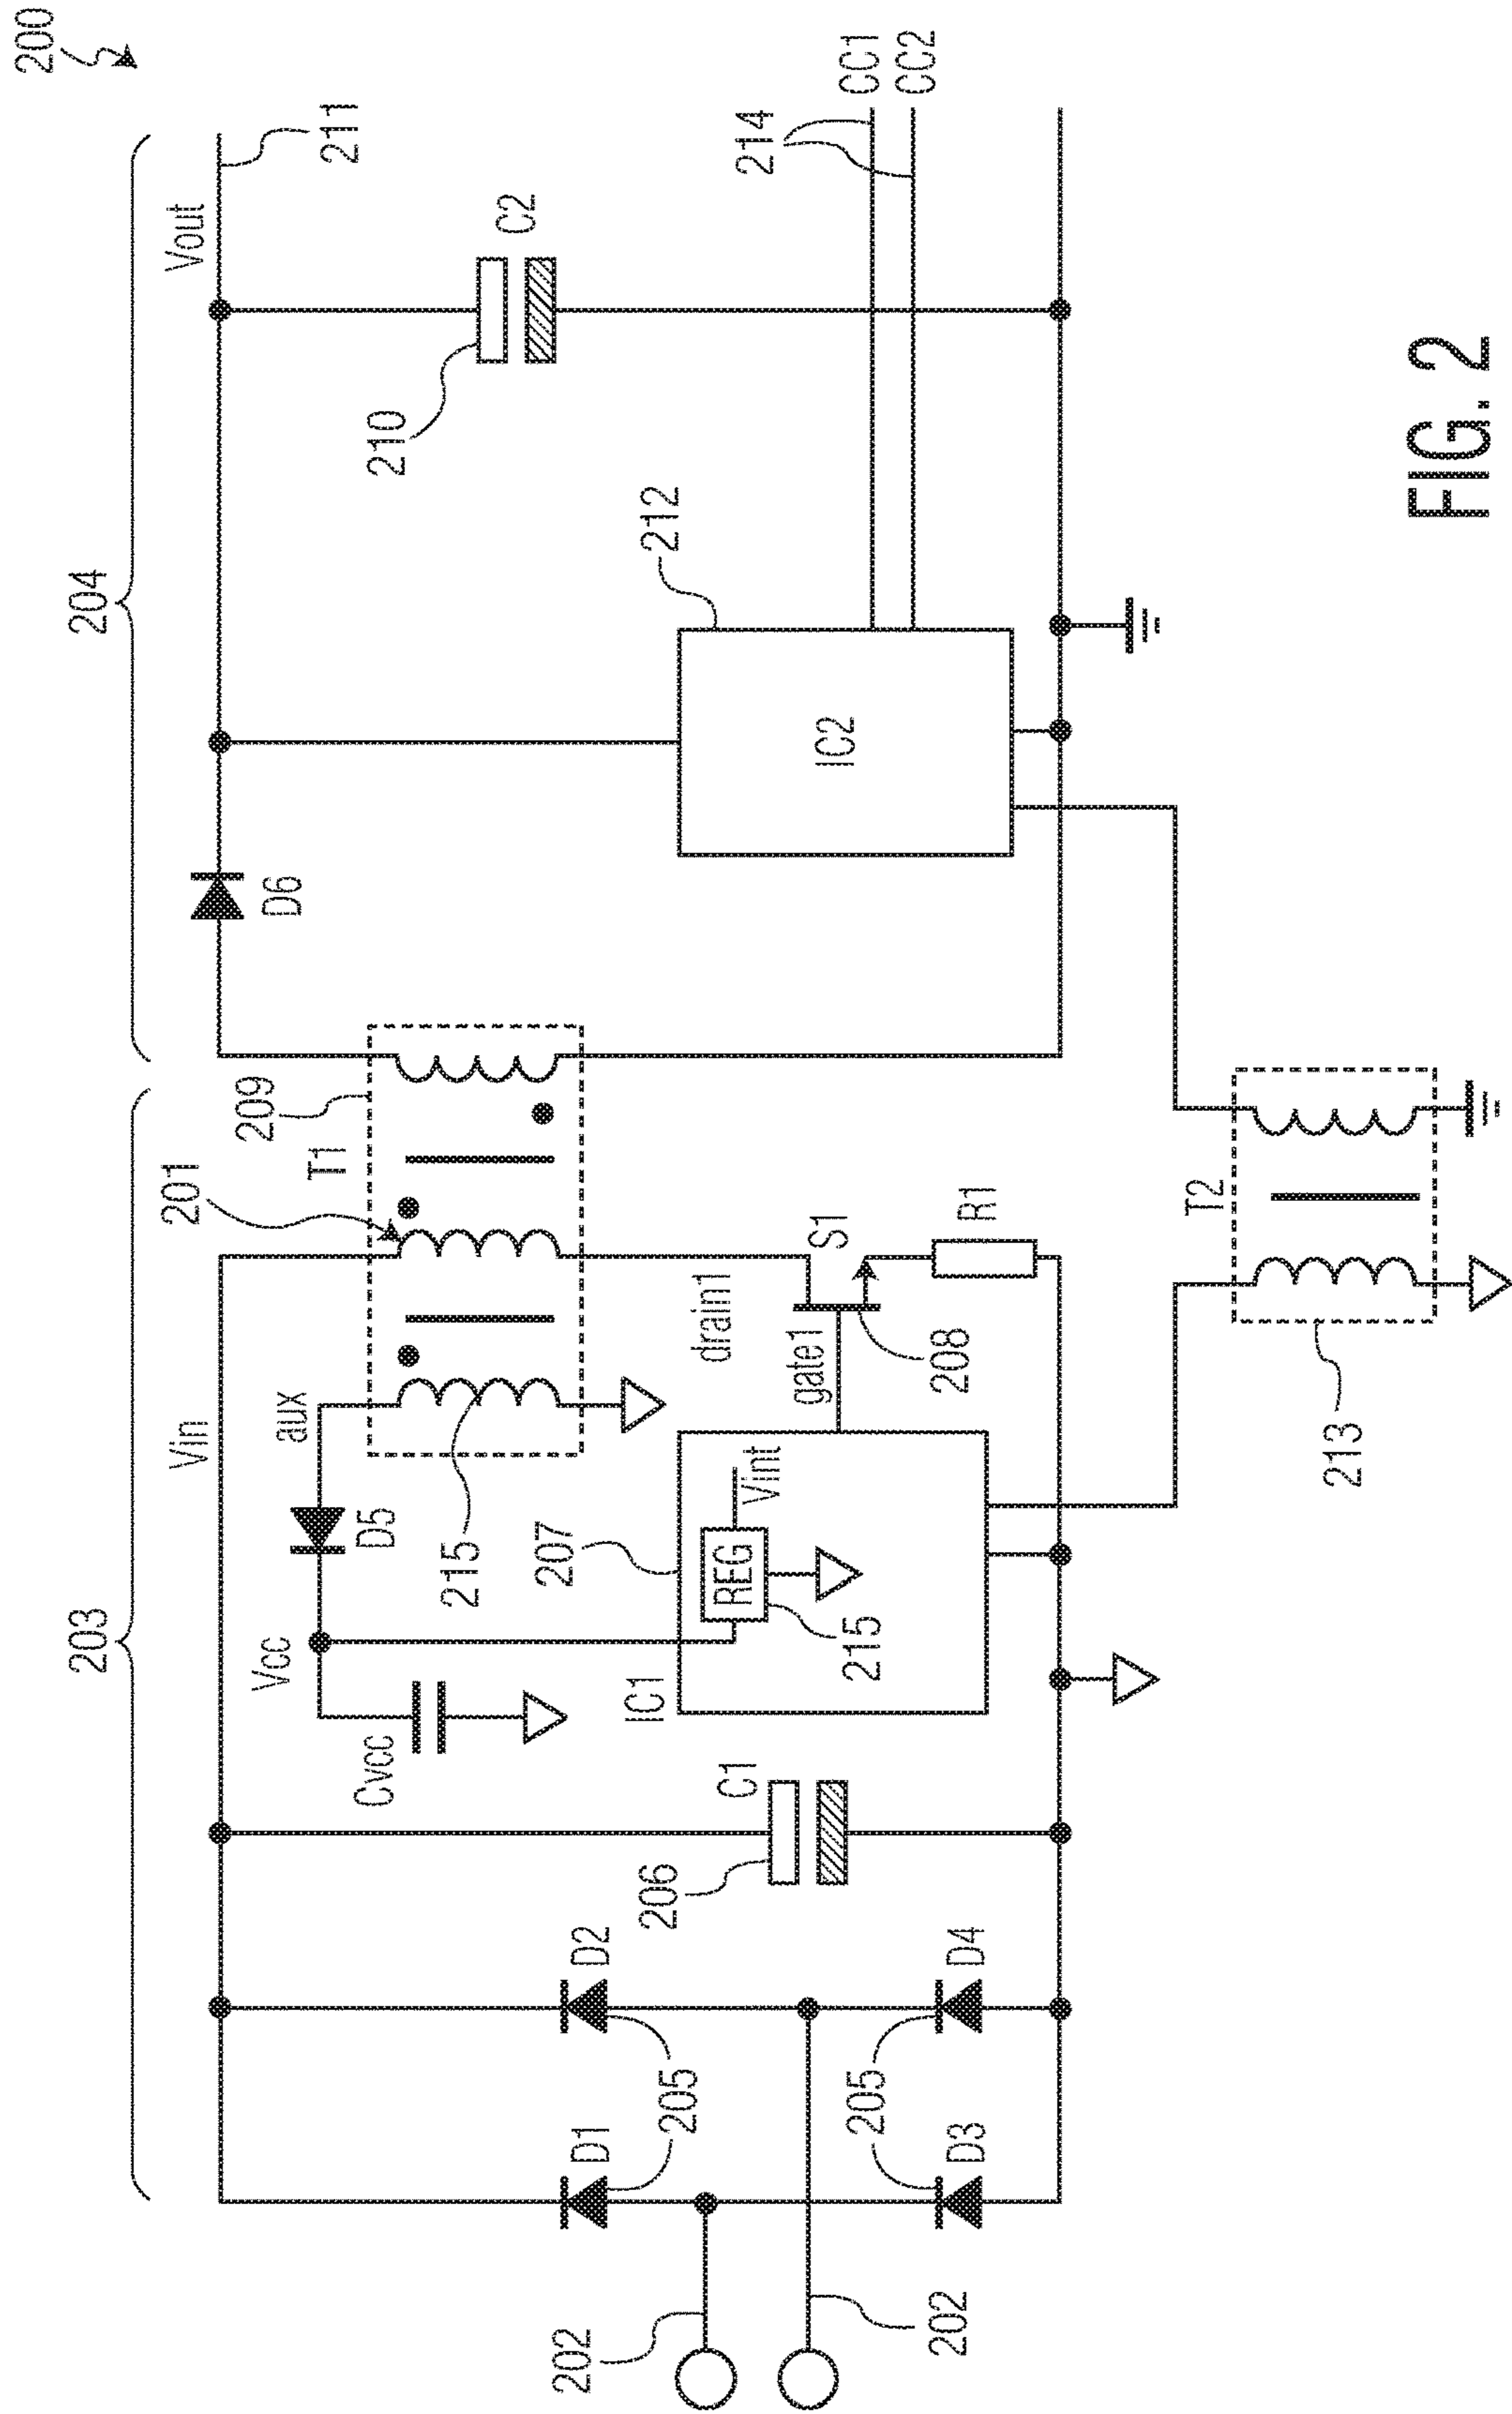 200
203
204
Vin
Vout
211
201
209
T1
aux
D5
D6
Vcc
Cvcc
215
210
C2
drain1
gate1
S1
208
R1
207
IC1
REG
Vint
215
212
IC2
214
CC1
CC2
206
C1
D1
D2
205
205
D3
D4
202
202
T2
213
FIG. 2